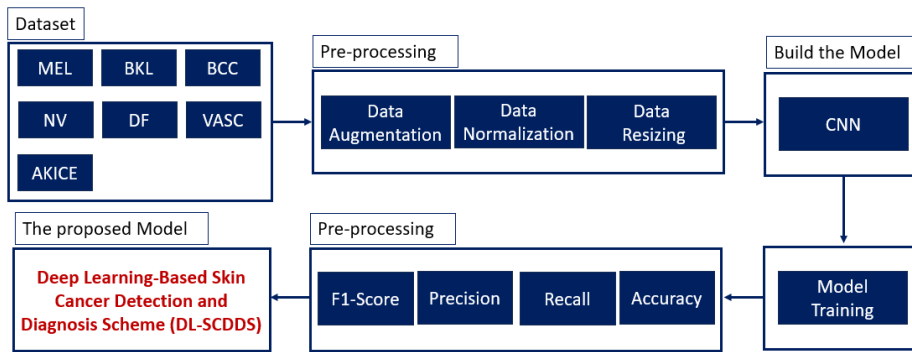 Dataset
MEL
BKL
BCC
NV
DF
VASC
AKICE
Pre-processing
Data
Augmentation
Data
Normalization
Data
Resizing
Build the Model
CNN
Model
Training
Pre-processing
F1-Score
Precision
Recall
Accuracy
The proposed Model
Deep Learning-Based Skin
Cancer Detection and
Diagnosis Scheme (DL-SCDDS)